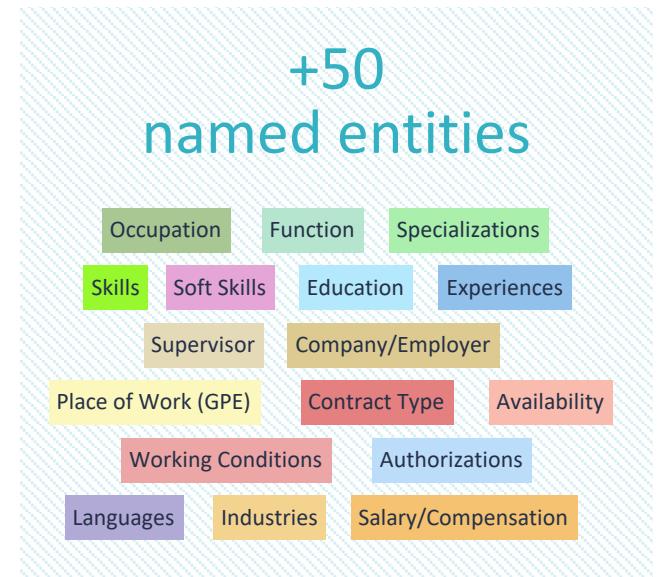 +50
named entities
Occupation Function Specializations
Skills Soft Skills Education Experiences
Supervisor Company/Employer
Place of Work (GPE) Contract Type Availability
Working Conditions Authorizations
Languages Industries Salary/Compensation